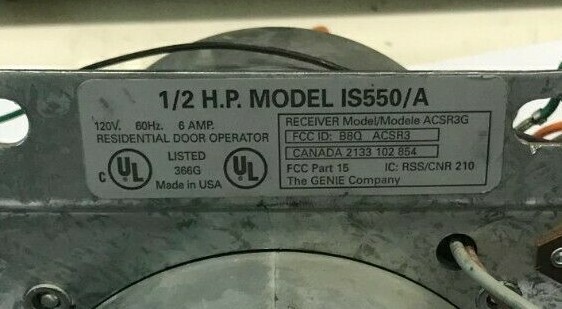 1/2 H.P. MODEL IS550/A
120V. 60Hz. 6 AMP.
RESIDENTIAL DOOR OPERATOR
C UL LISTED 366G UL
Made in USA
RECEIVER Model/Modele ACSR3G
FCC ID: B8Q ACSR3
CANADA 2133 102 854
FCC Part 15 IC: RSS/CNR 210
The GENIE Company